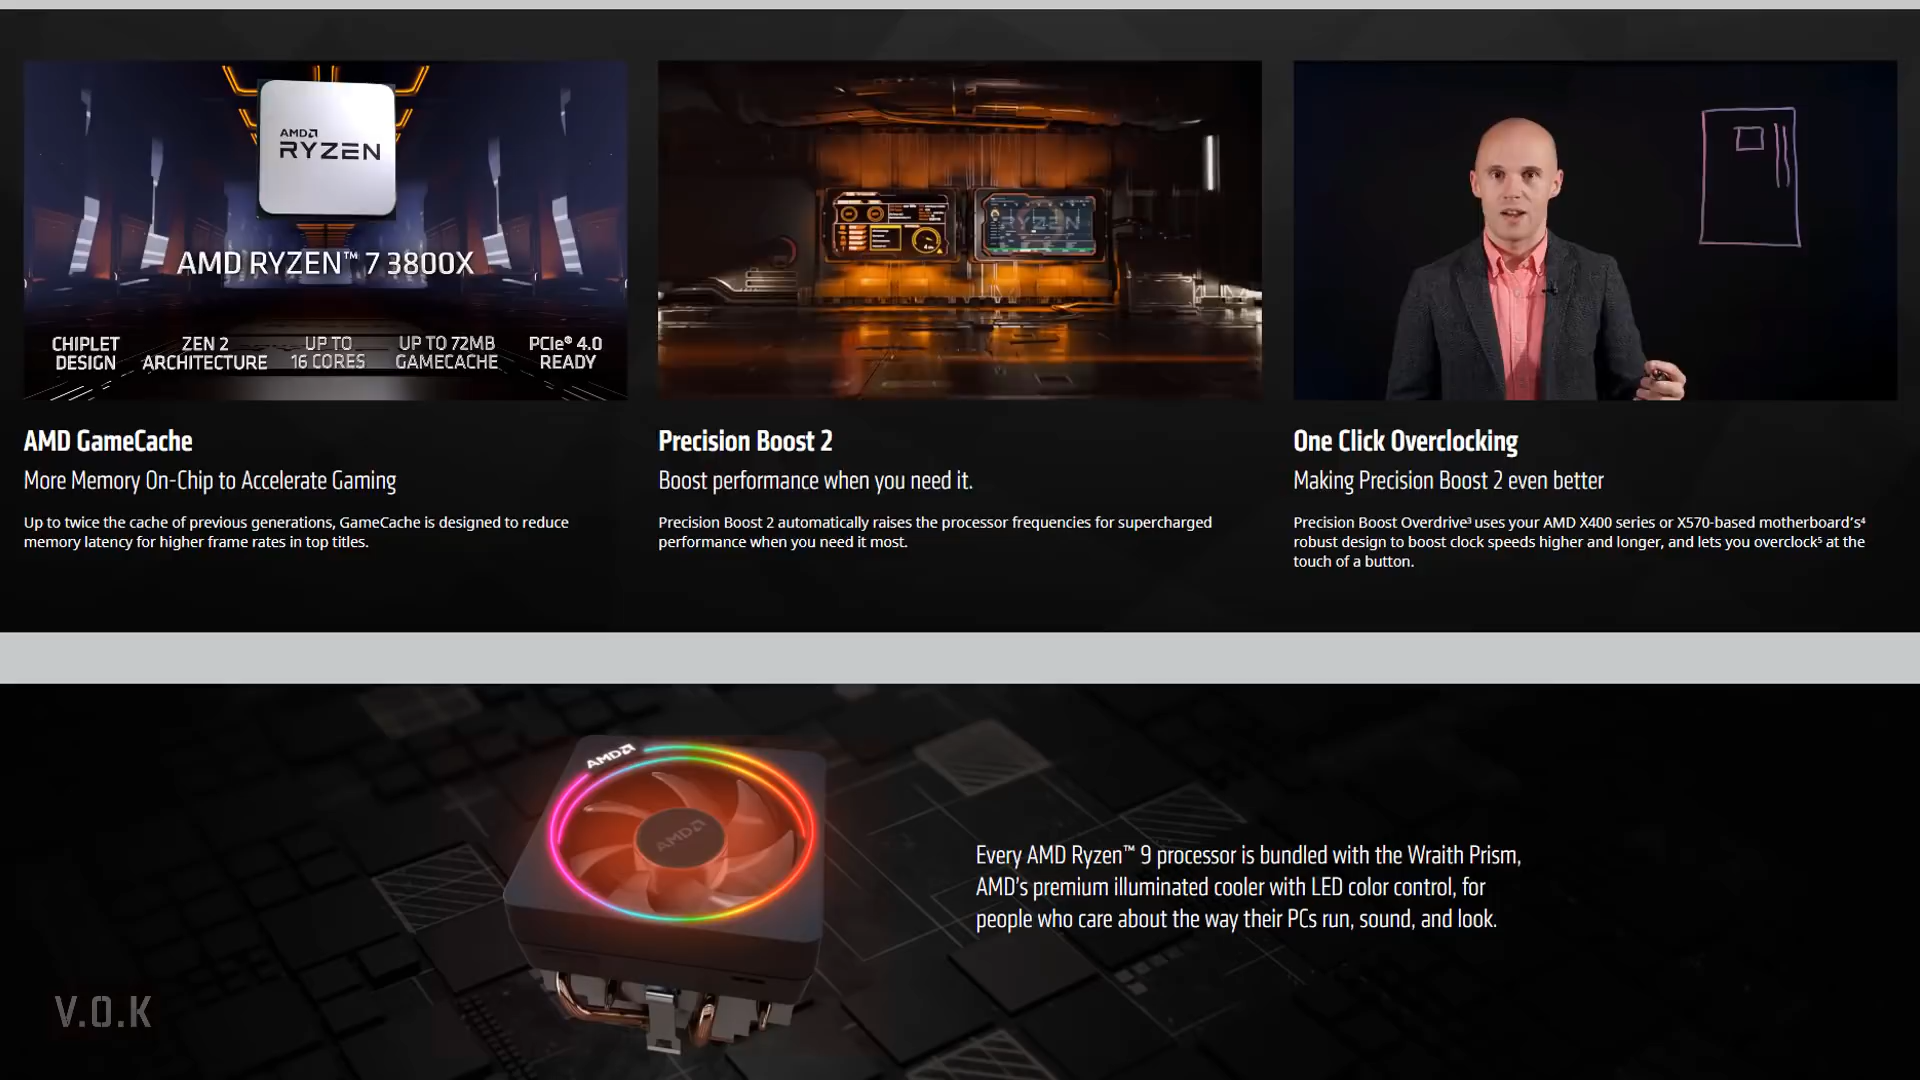 AMD
RYZEN
AMD RYZEN™ 7 3800X
CHIPLET DESIGN
ZEN 2 ARCHITECTURE
UP TO 16 CORES
UP TO 72MB GAMECACHE
PCIe® 4.0 READY
RYZEN
AMD GameCache
More Memory On-Chip to Accelerate Gaming
Up to twice the cache of previous generations, GameCache is designed to reduce
memory latency for higher frame rates in top titles.
Precision Boost 2
Boost performance when you need it.
Precision Boost 2 automatically raises the processor frequencies for supercharged
performance when you need it most.
One Click Overclocking
Making Precision Boost 2 even better
Precision Boost Overdrive³ uses your AMD X400 series or X570-based motherboard’s⁴
robust design to boost clock speeds higher and longer, and lets you overclock⁵ at the
touch of a button.
AMD
AMD
Every AMD Ryzen™ 9 processor is bundled with the Wraith Prism,
AMD’s premium illuminated cooler with LED color control, for
people who care about the way their PCs run, sound, and look.
V.O.K